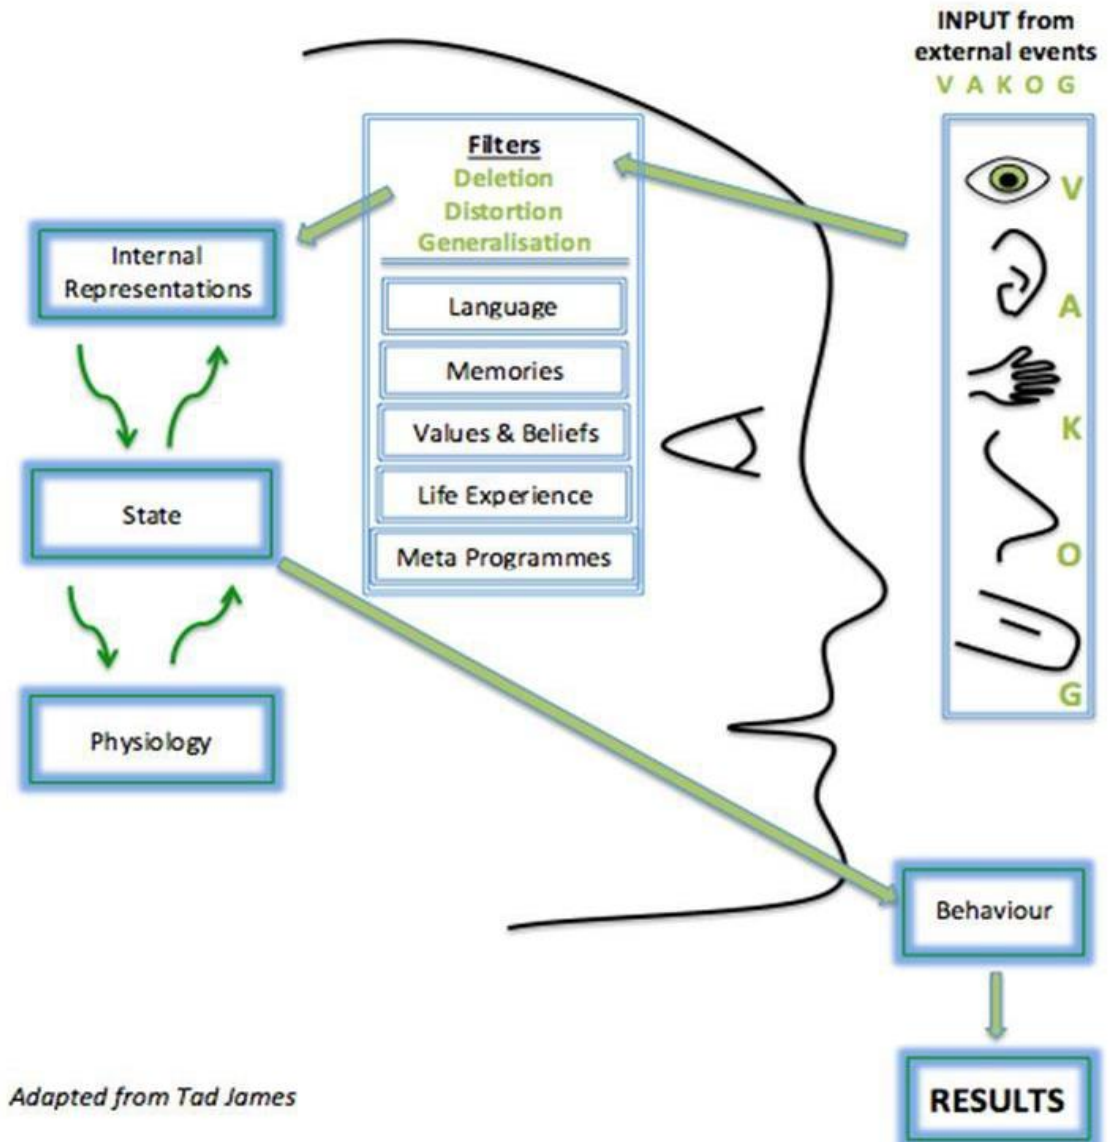 INPUT from
external events
V A K O G
Filters
Deletion
Distortion
Generalisation
Language
Memories
Values & Beliefs
Life Experience
Meta Programmes
Internal
Representations
State
Physiology
V
A
K
O
G
Behaviour
RESULTS
Adapted from Tad James